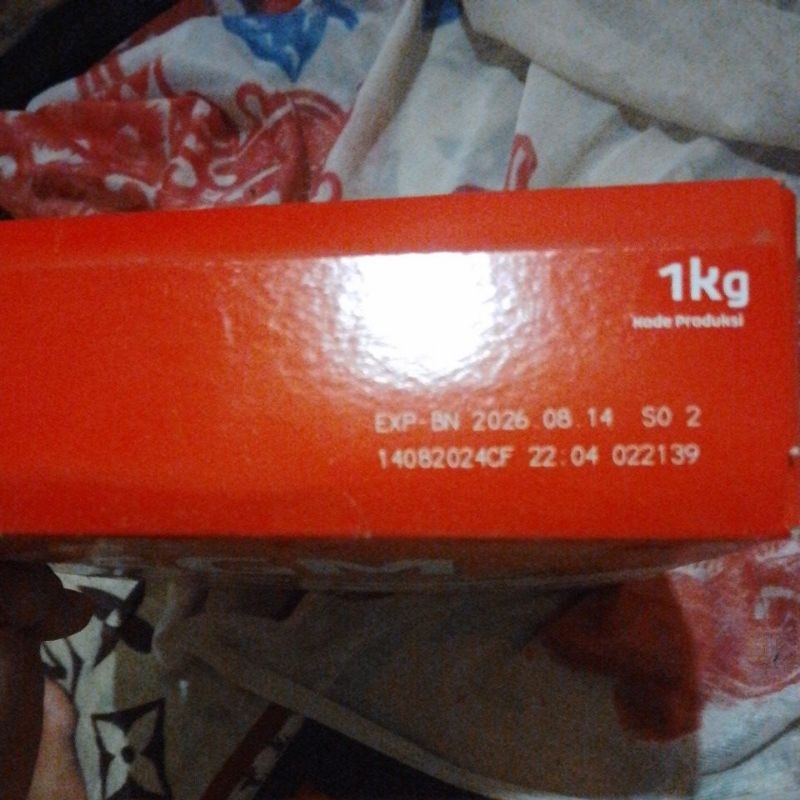 1kg
Kode Produksi
EXP-BN 2026.08.14 S0 2
14082024CF 22:04 022139